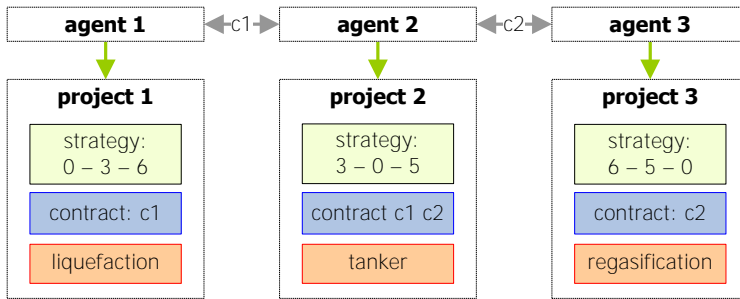 agent 1
c1
agent 2
c2
agent 3
project 1
strategy:
0 – 3 – 6
contract: c1
liquefaction
project 2
strategy:
3 – 0 – 5
contract c1 c2
tanker
project 3
strategy:
6 – 5 – 0
contract: c2
regasification